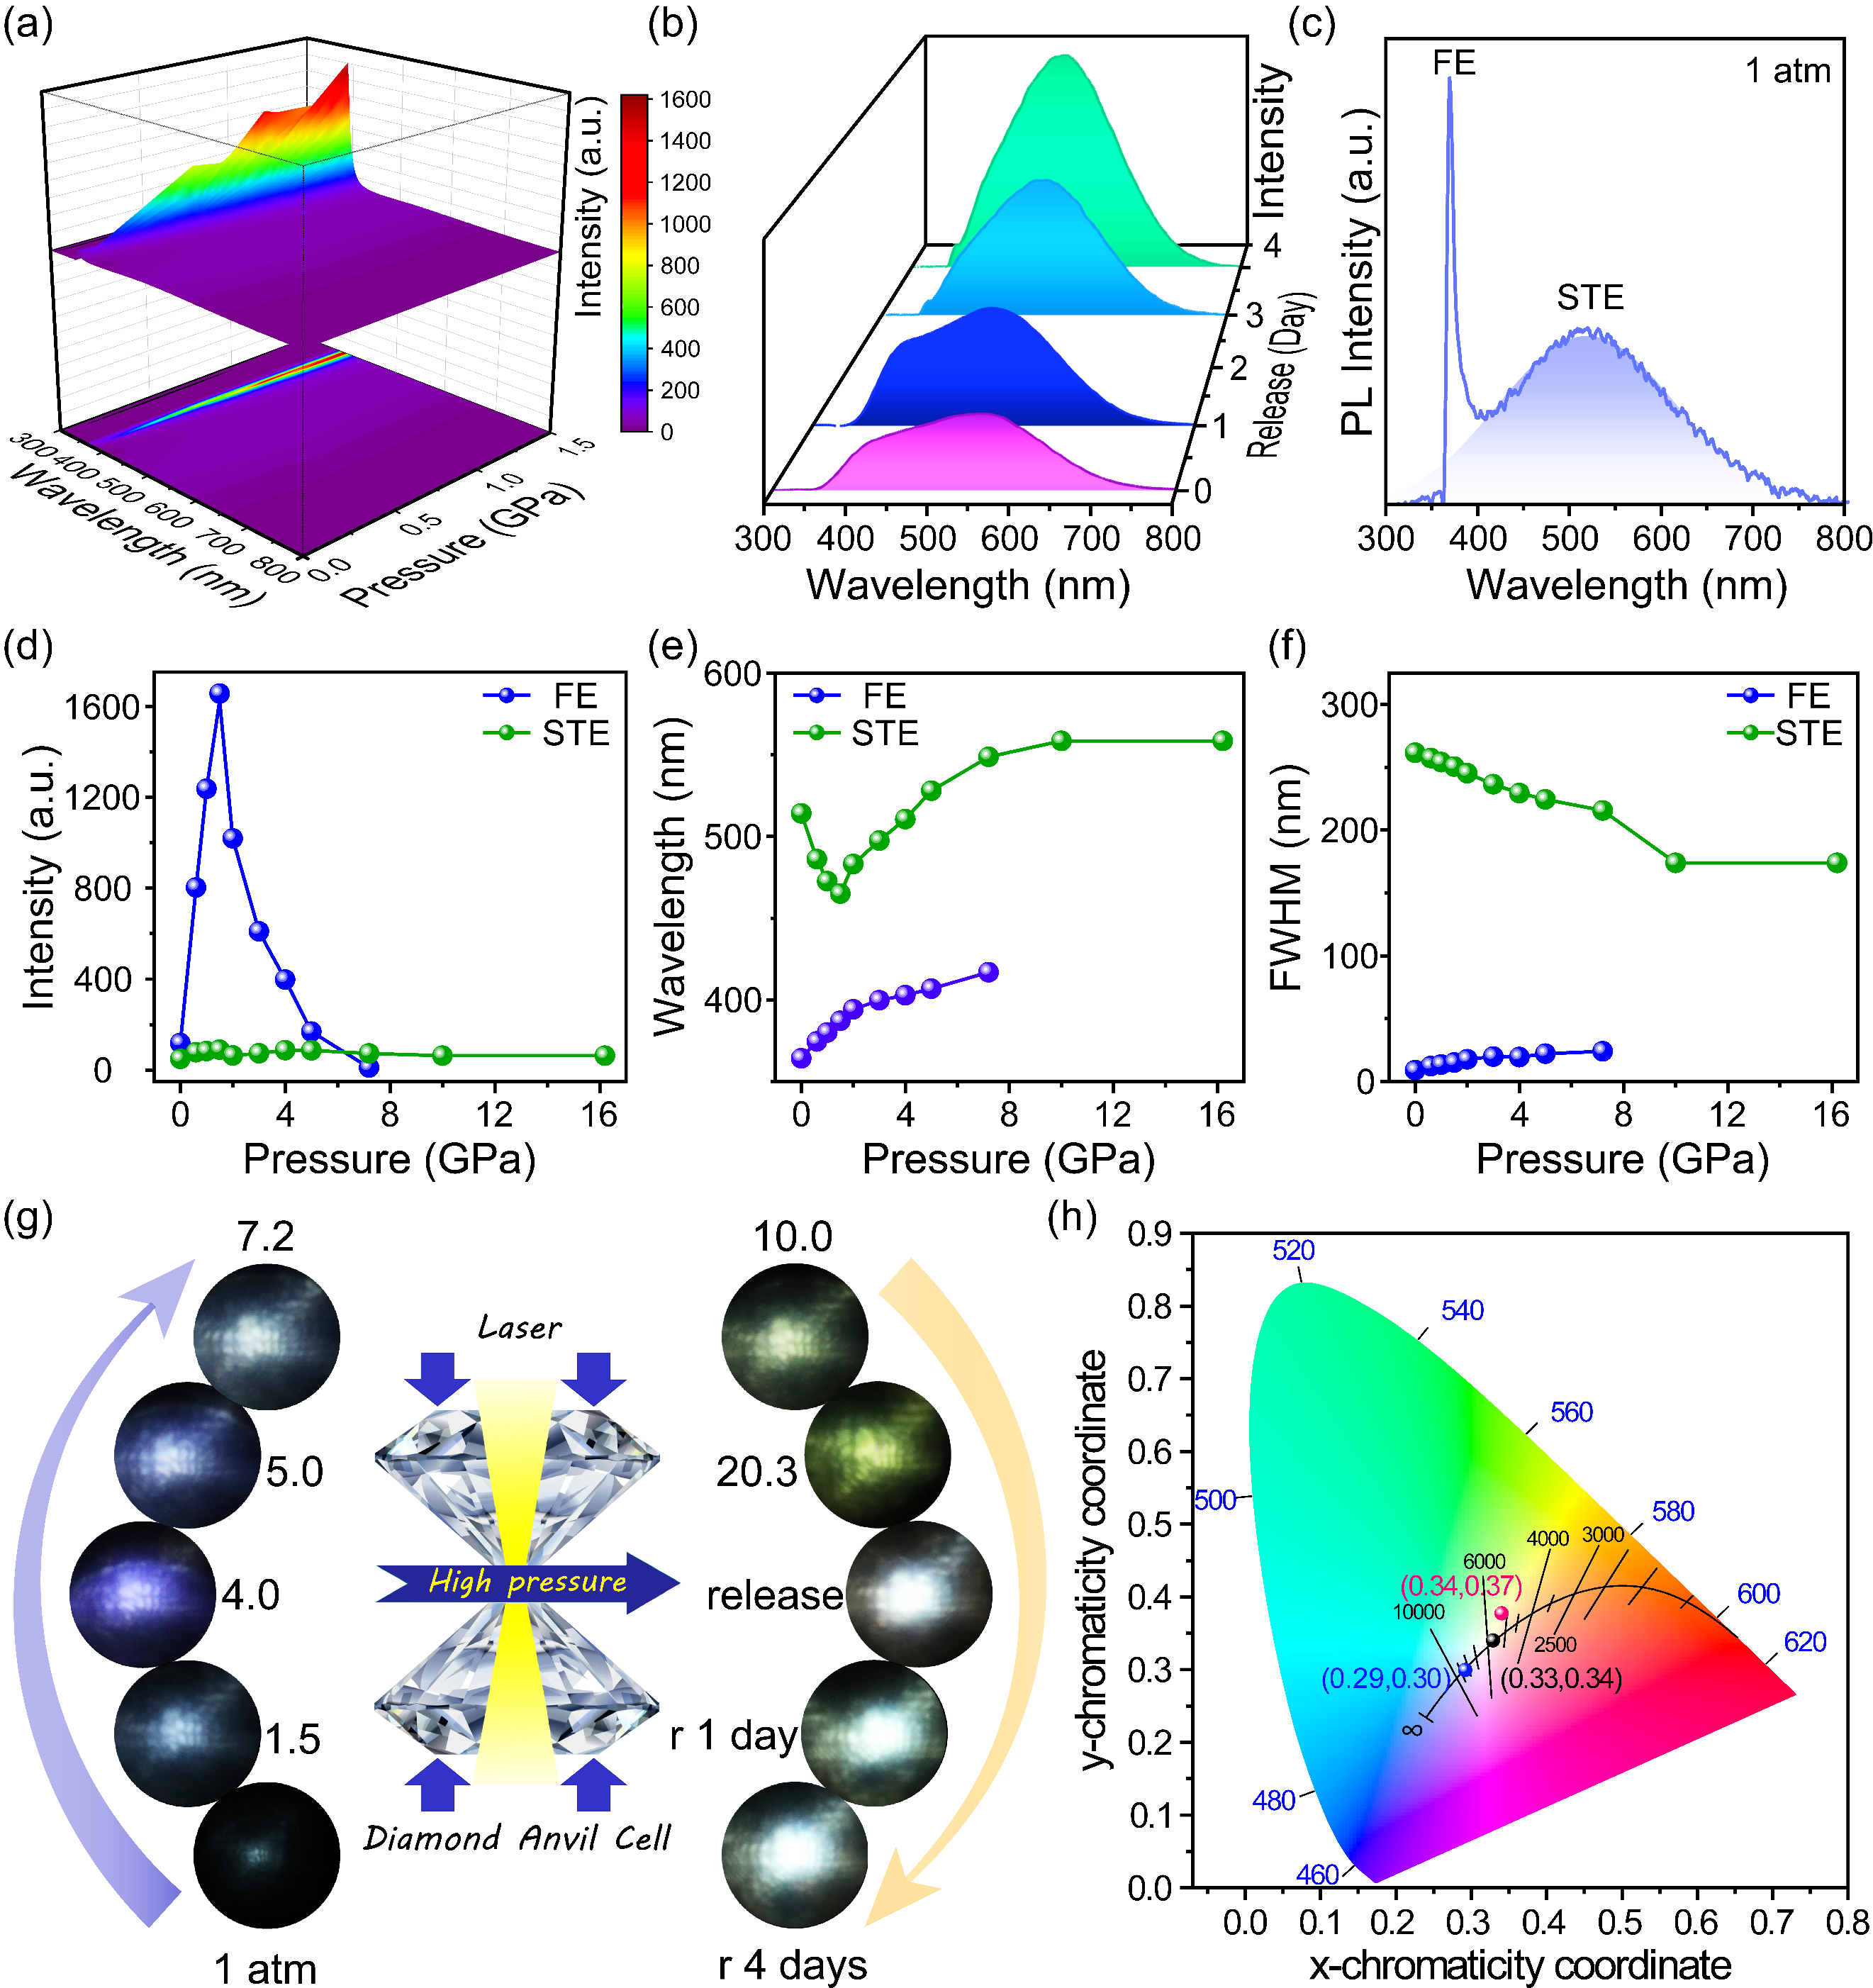 (a)
1600
1400
1200
1000
800
600
400
200
0
Intensity (a.u.)
300
400
500
600
700
800
Wavelength (nm)
0.0
0.5
1.0
1.5
Pressure (GPa)
(b)
Intensity
4
3
2
1
0
Release (Day)
300 400 500 600 700 800
Wavelength (nm)
(c)
FE
1 atm
STE
PL Intensity (a.u.)
300 400 500 600 700 800
Wavelength (nm)
(d)
FE
STE
1600
1200
800
400
0
Intensity (a.u.)
0 4 8 12 16
Pressure (GPa)
(e)
FE
STE
600
500
400
Wavelength (nm)
0 4 8 12 16
Pressure (GPa)
(f)
FE
STE
300
200
100
0
FWHM (nm)
0 4 8 12 16
Pressure (GPa)
(g)
7.2
5.0
4.0
1.5
1 atm
Laser
High pressure
Diamond Anvil Cell
10.0
20.3
release
r 1 day
r 4 days
(h)
0.9
0.8
0.7
0.6
0.5
0.4
0.3
0.2
0.1
0.0
y-chromaticity coordinate
520
540
560
500
580
600
620
480
460
3000
4000
6000
(0.34,0.37)
10000
2500
(0.29,0.30)
(0.33,0.34)
∞
0.0 0.1 0.2 0.3 0.4 0.5 0.6 0.7 0.8
x-chromaticity coordinate